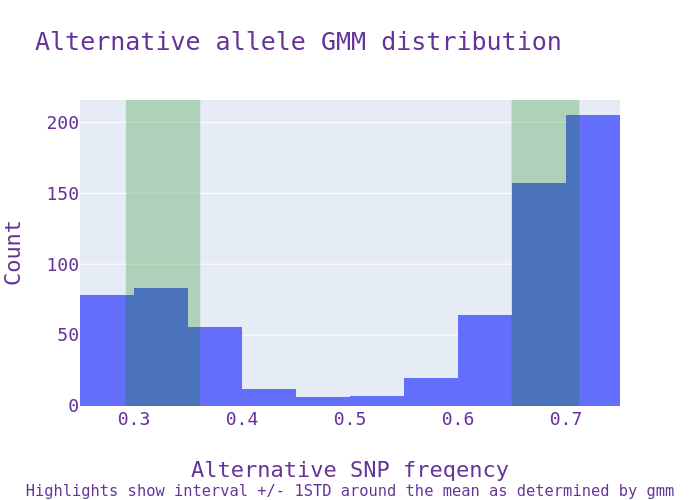 Alternative allele GMM distribution
200
150
100
50
0
Count
0.3
0.4
0.5
0.6
0.7
Alternative SNP freqency
Highlights show interval +/- 1STD around the mean as determined by gmm